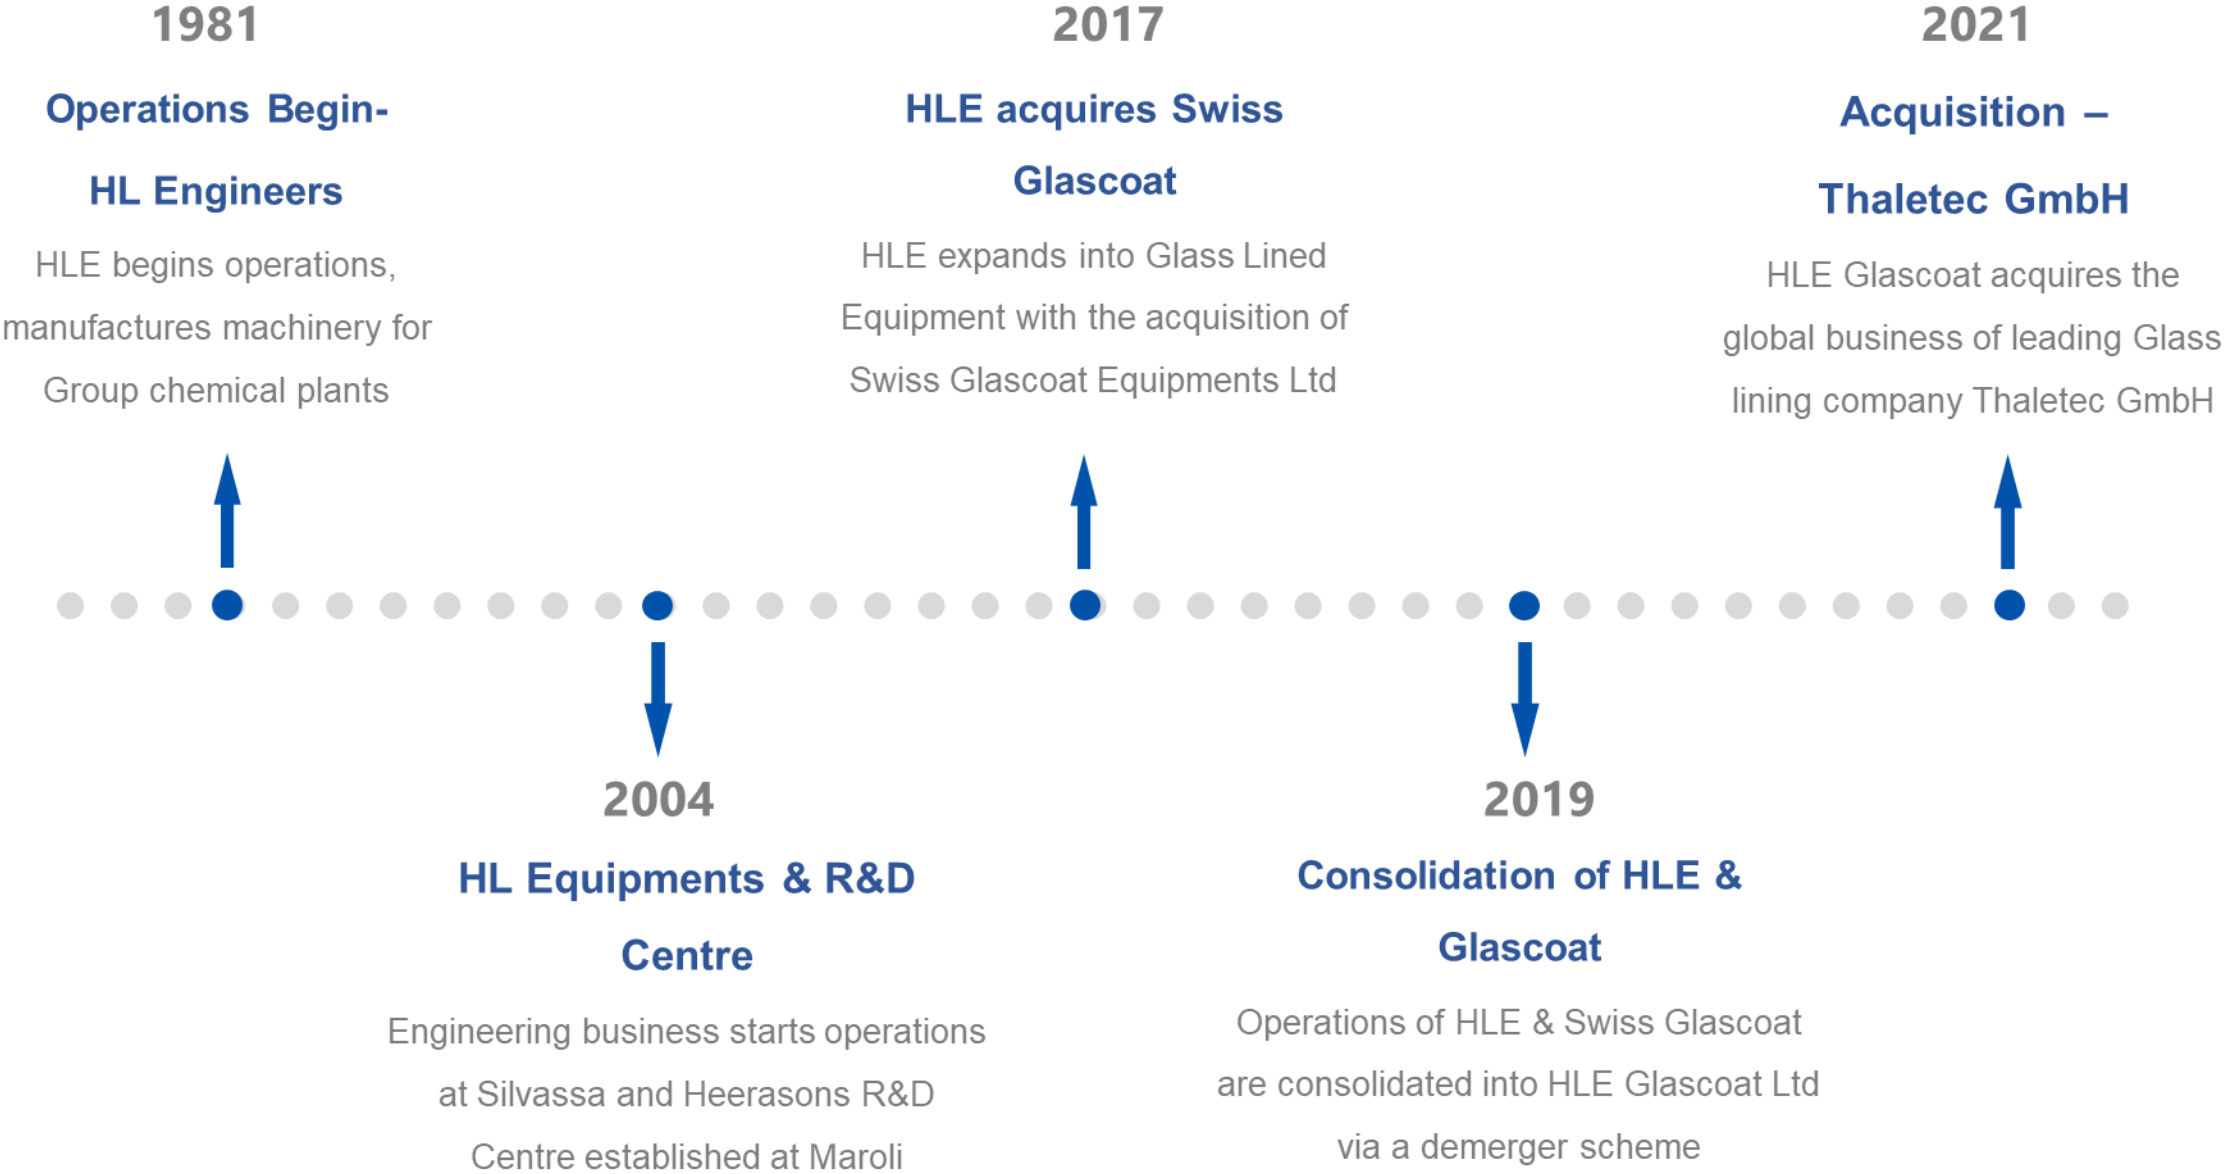 1981
Operations Begin-
HL Engineers
HLE begins operations,
manufactures machinery for
Group chemical plants
2017
HLE acquires Swiss
Glascoat
HLE expands into Glass Lined
Equipment with the acquisition of
Swiss Glascoat Equipments Ltd
2021
Acquisition –
Thaletec GmbH
HLE Glascoat acquires the
global business of leading Glass
lining company Thaletec GmbH
2004
HL Equipments & R&D
Centre
Engineering business starts operations
at Silvassa and Heerasons R&D
Centre established at Maroli
2019
Consolidation of HLE &
Glascoat
Operations of HLE & Swiss Glascoat
are consolidated into HLE Glascoat Ltd
via a demerger scheme